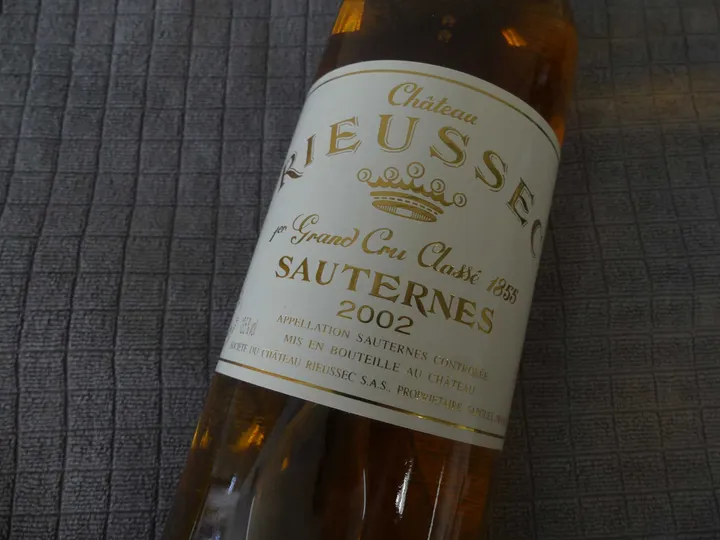 Château
RIEUSSEC
1er Grand Cru Classé 1855
SAUTERNES
2002
APPELLATION SAUTERNES CONTRÔLÉE
MIS EN BOUTEILLE AU CHÂTEAU
SOCIÉTÉ DU CHÂTEAU RIEUSSEC S.A.S., PROPRIÉTAIRE